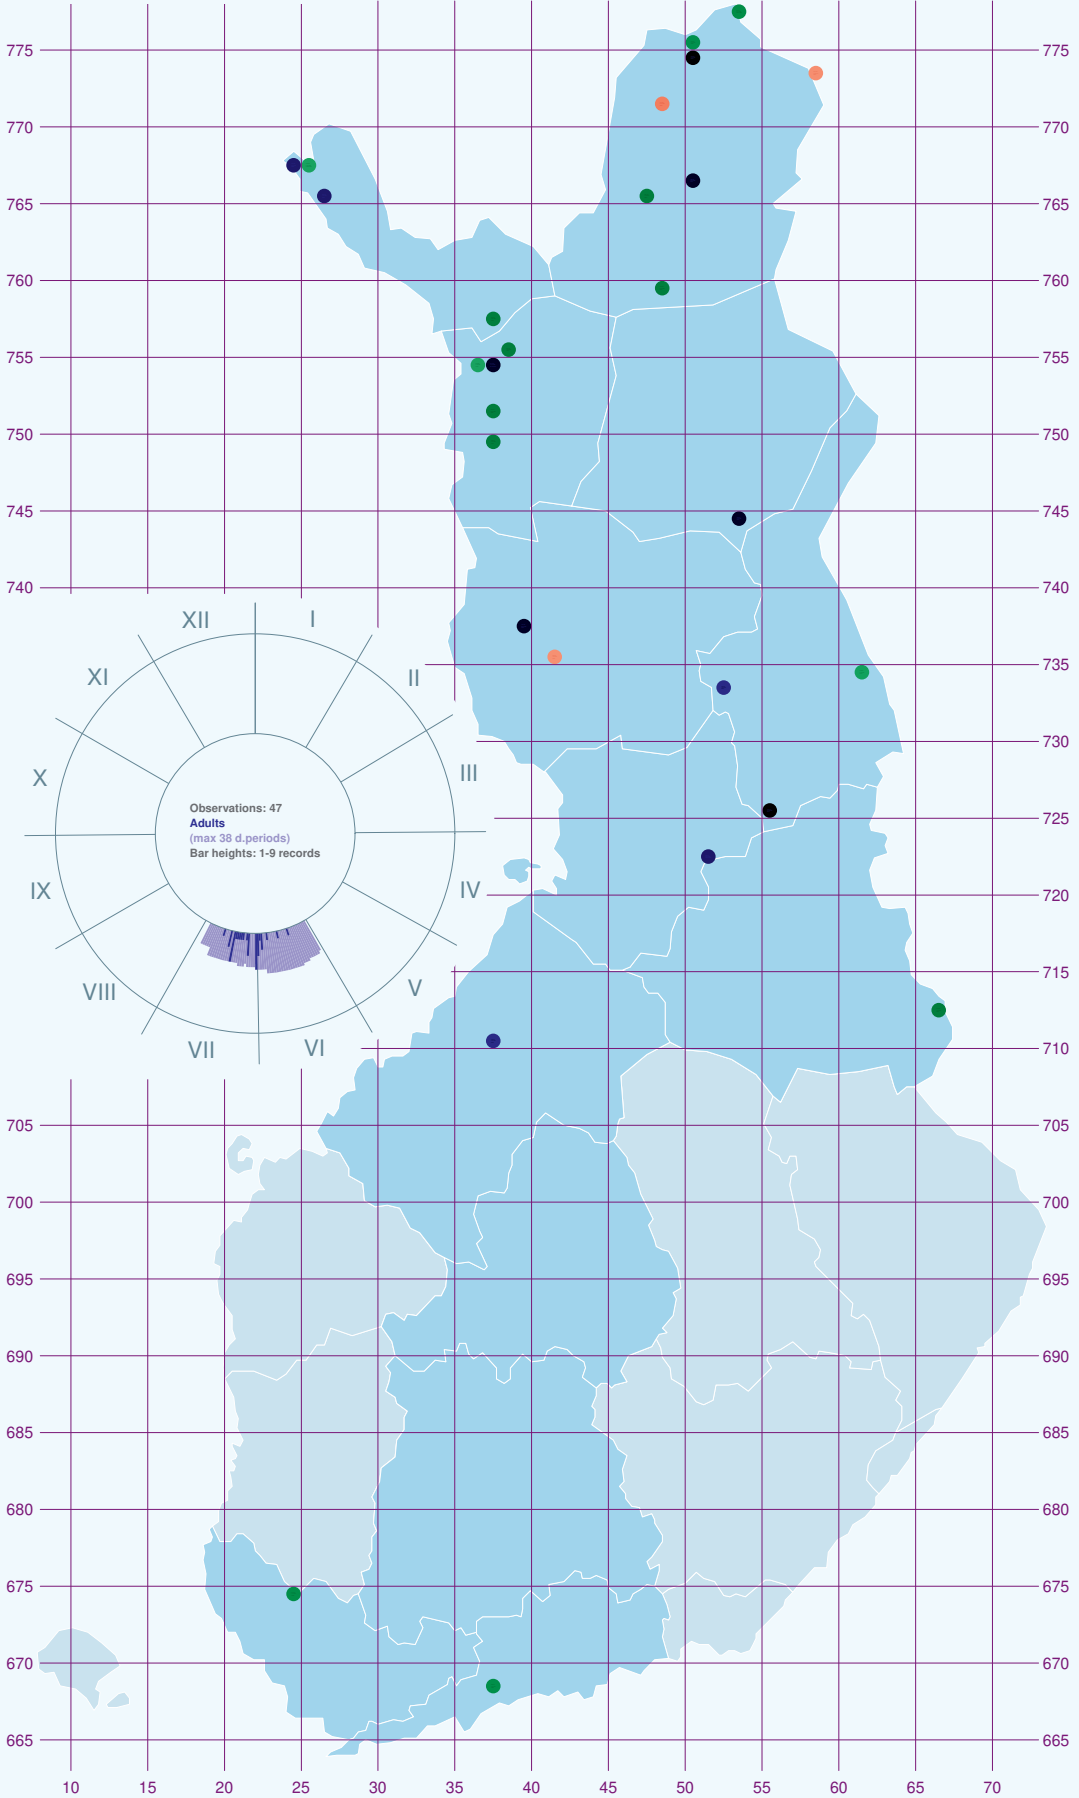 775 775
770 770
765 765
760 760
755 755
750 750
745 745
740 740
XII I
XI II
735 735
730 730
X III
Observations: 47
Adults
(max 38 d.periods)
Bar heights: 1-9 records
725 725
IX IV
720 720
VIII V
715 715
VII VI
710 710
705 705
700 700
695 695
690 690
685 685
680 680
675 675
670 670
665 665
10 15 20 25 30 35 40 45 50 55 60 65 70